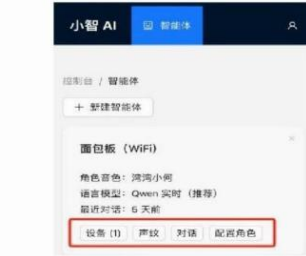 小智 AI 智能体
控制台 / 智能体
+ 新建智能体
面包板（WiFi）
角色音色：湾湾小何
语言模型：Qwen 实时（推荐）
最近对话：6 天前
设备 (1) 声纹 对话 配置角色